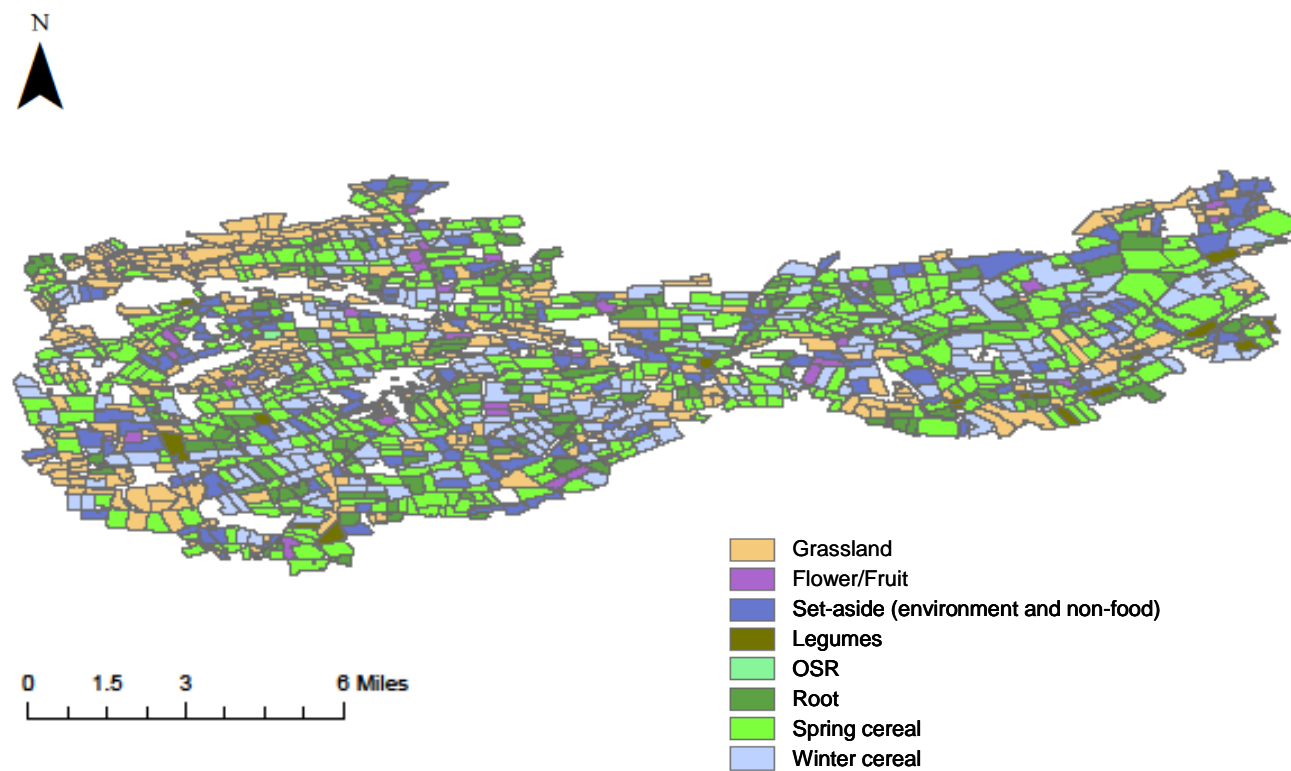 N
0 1.5 3 6 Miles
Grassland
Flower/Fruit
Set-aside (environment and non-food)
Legumes
OSR
Root
Spring cereal
Winter cereal